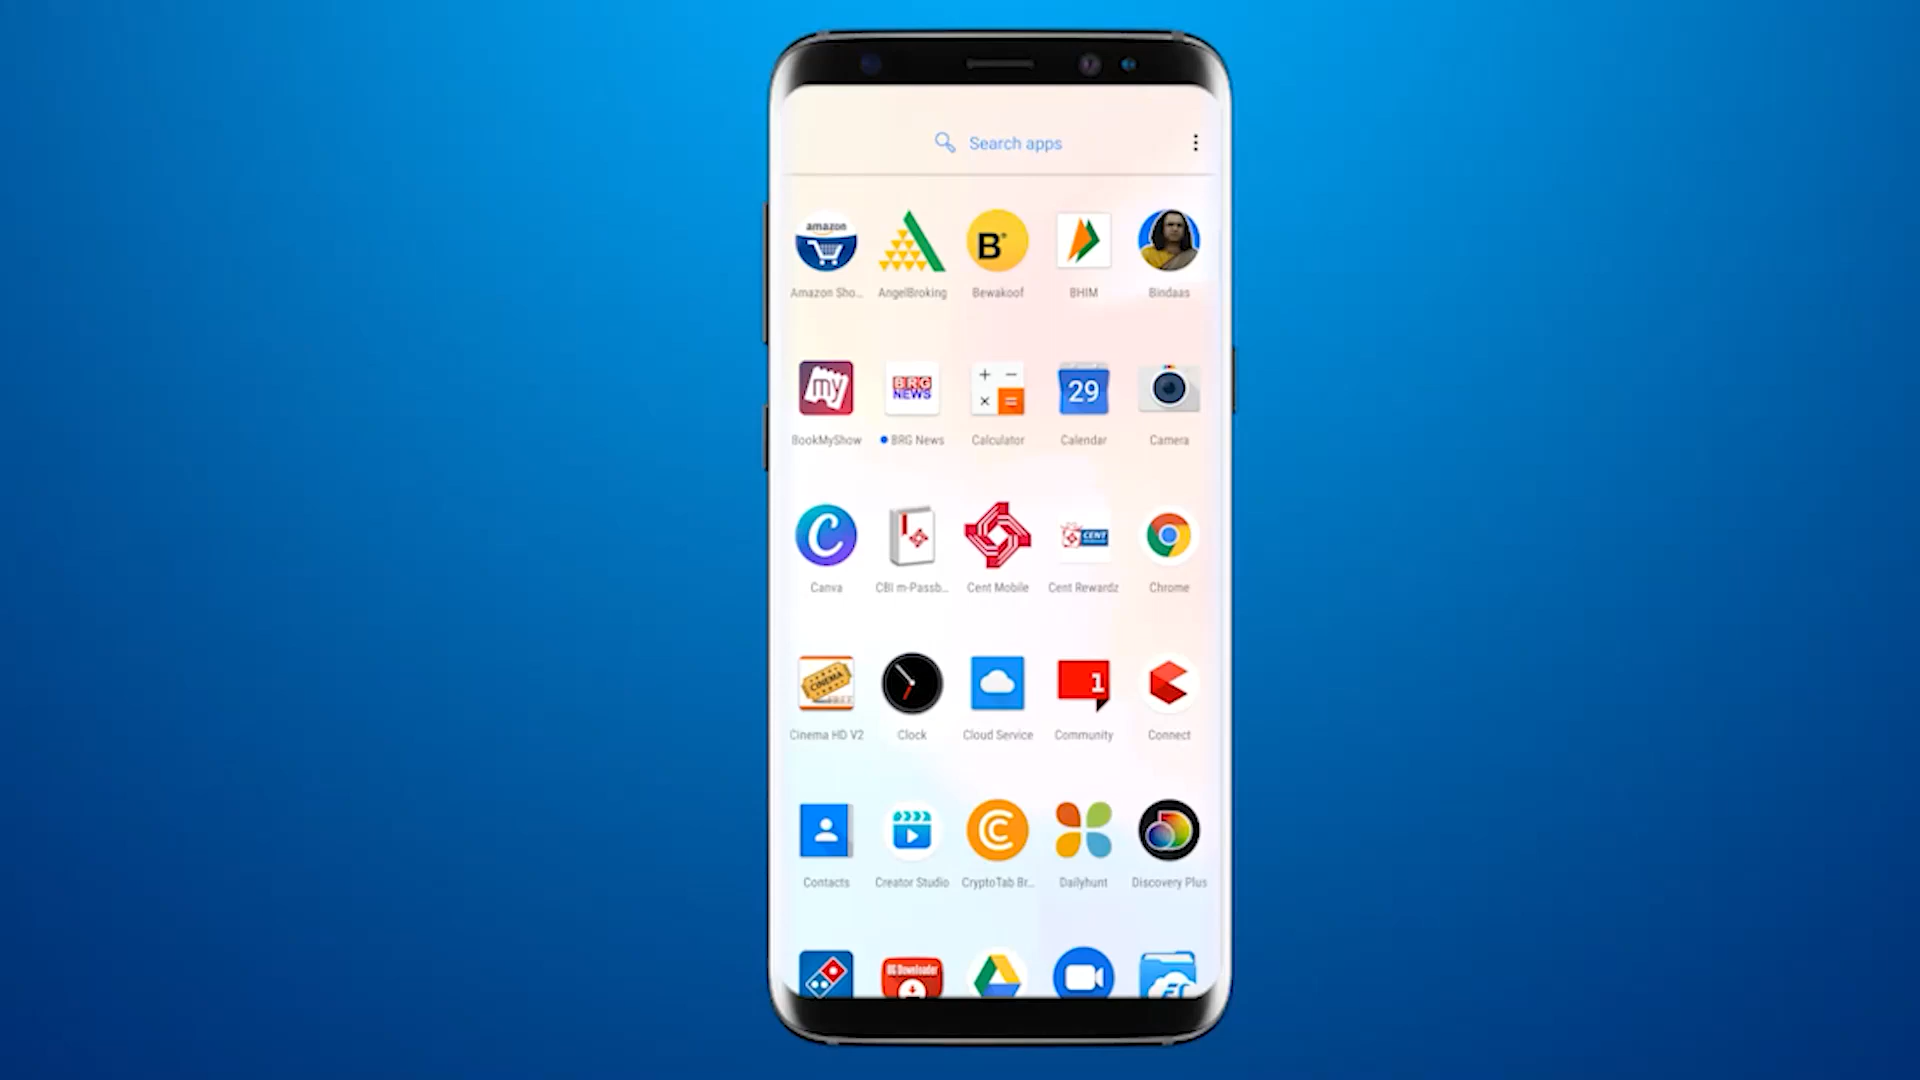 Search apps
amazon
B
Amazon Sho...
AngelBroking
Bewakoof
BHIM
Bindaas
my
BRG
NEWS
+ −
× =
29
BookMyShow
BRG News
Calculator
Calendar
Camera
C
CENT
Canva
CBI m-Passb...
Cent Mobile
Cent Rewardz
Chrome
CINEMA
1
Cinema HD V2
Clock
Cloud Service
Community
Connect
C
Contacts
Creator Studio
CryptoTab Br...
Dailyhunt
Discovery Plus